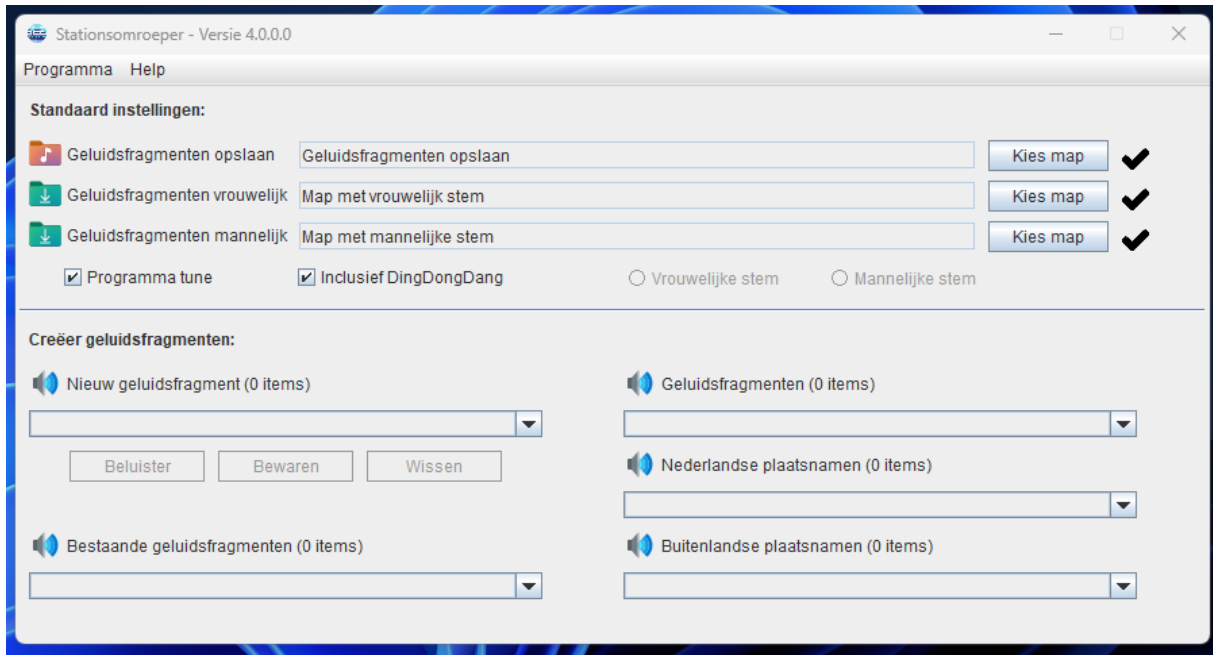 Stationsomroeper - Versie 4.0.0.0
Programma Help
Standaard instellingen:
Geluidsfragmenten opslaan Geluidsfragmenten opslaan Kies map
Geluidsfragmenten vrouwelijk Map met vrouwelijk stem Kies map
Geluidsfragmenten mannelijk Map met mannelijke stem Kies map
Programma tune Inclusief DingDongDang Vrouwelijke stem Mannelijke stem
Creëer geluidsfragmenten:
Nieuw geluidsfragment (0 items) Geluidsfragmenten (0 items)
Beluister Bewaren Wissen Nederlandse plaatsnamen (0 items)
Bestaande geluidsfragmenten (0 items) Buitenlandse plaatsnamen (0 items)